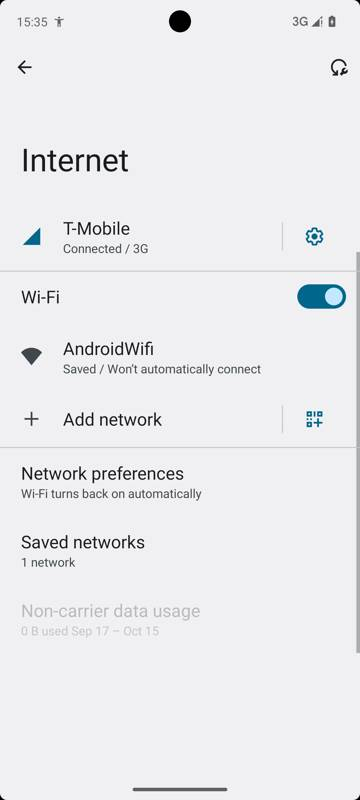 15:35
3G
Internet
T-Mobile
Connected / 3G
Wi-Fi
AndroidWifi
Saved / Won't automatically connect
Add network
Network preferences
Wi-Fi turns back on automatically
Saved networks
1 network
Non-carrier data usage
0 B used Sep 17 – Oct 15